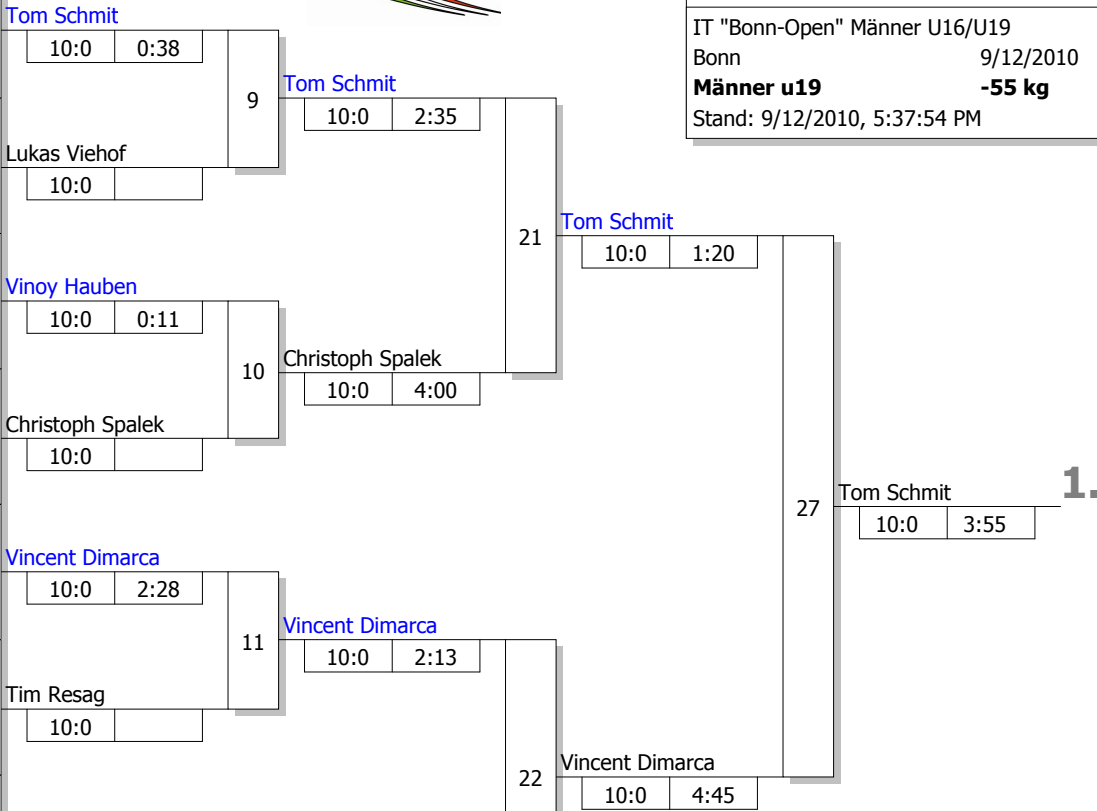 Tom Schmit
10:0 0:38
9
Lukas Viehof
10:0
Vinoy Hauben
10:0 0:11
10
Christoph Spalek
10:0
Vincent Dimarca
10:0 2:28
11
Tim Resag
10:0
Tom Schmit
10:0 2:35
21
Christoph Spalek
10:0 4:00
Vincent Dimarca
10:0 2:13
22
Tom Schmit
10:0 1:20
27
Vincent Dimarca
10:0 4:45
Tom Schmit
10:0 3:55
1.
IT "Bonn-Open" Männer U16/U19
Bonn 9/12/2010
Männer u19 -55 kg
Stand: 9/12/2010, 5:37:54 PM